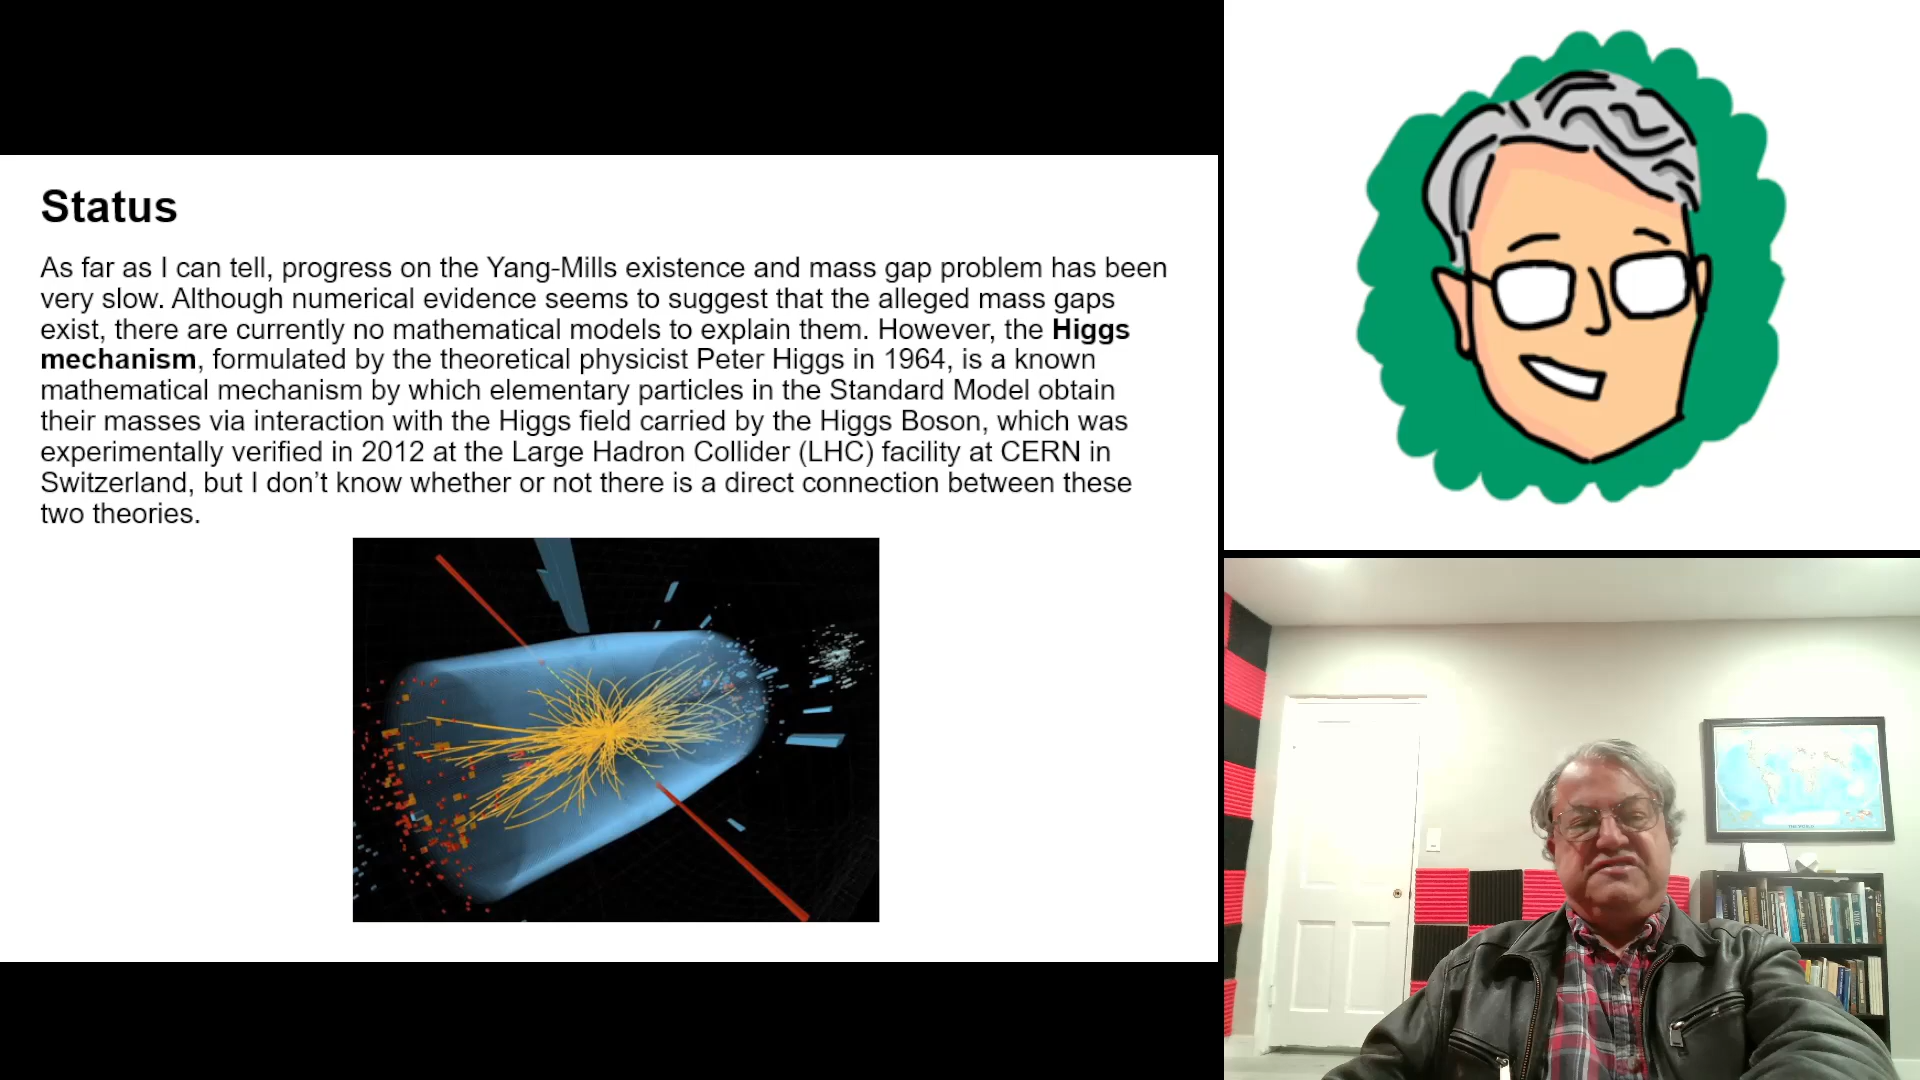 Status
As far as I can tell, progress on the Yang-Mills existence and mass gap problem has been
very slow. Although numerical evidence seems to suggest that the alleged mass gaps
exist, there are currently no mathematical models to explain them. However, the Higgs
mechanism, formulated by the theoretical physicist Peter Higgs in 1964, is a known
mathematical mechanism by which elementary particles in the Standard Model obtain
their masses via interaction with the Higgs field carried by the Higgs Boson, which was
experimentally verified in 2012 at the Large Hadron Collider (LHC) facility at CERN in
Switzerland, but I don’t know whether or not there is a direct connection between these
two theories.